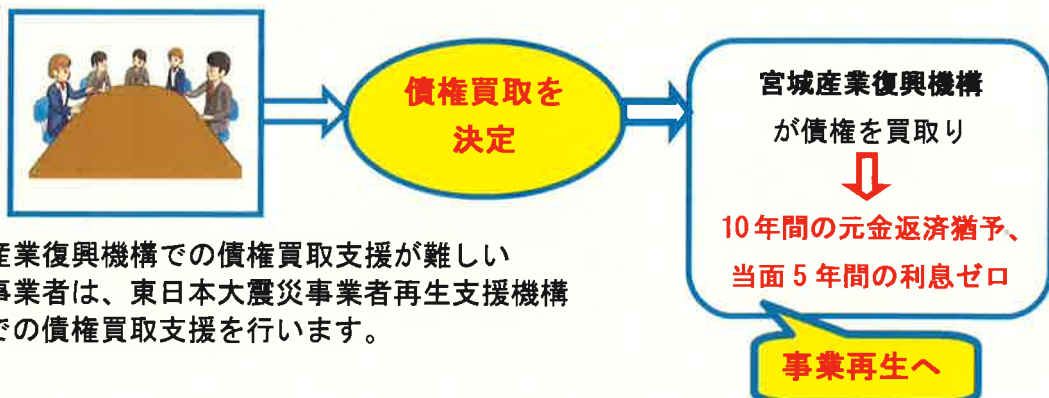 債権買取を
決定
宮城産業復興機構
が債権を買取り
10年間の元金返済猶予、
当面5年間の利息ゼロ
事業再生へ
産業復興機構での債権買取支援が難しい
事業者は、東日本大震災事業者再生支援機構
での債権買取支援を行います。